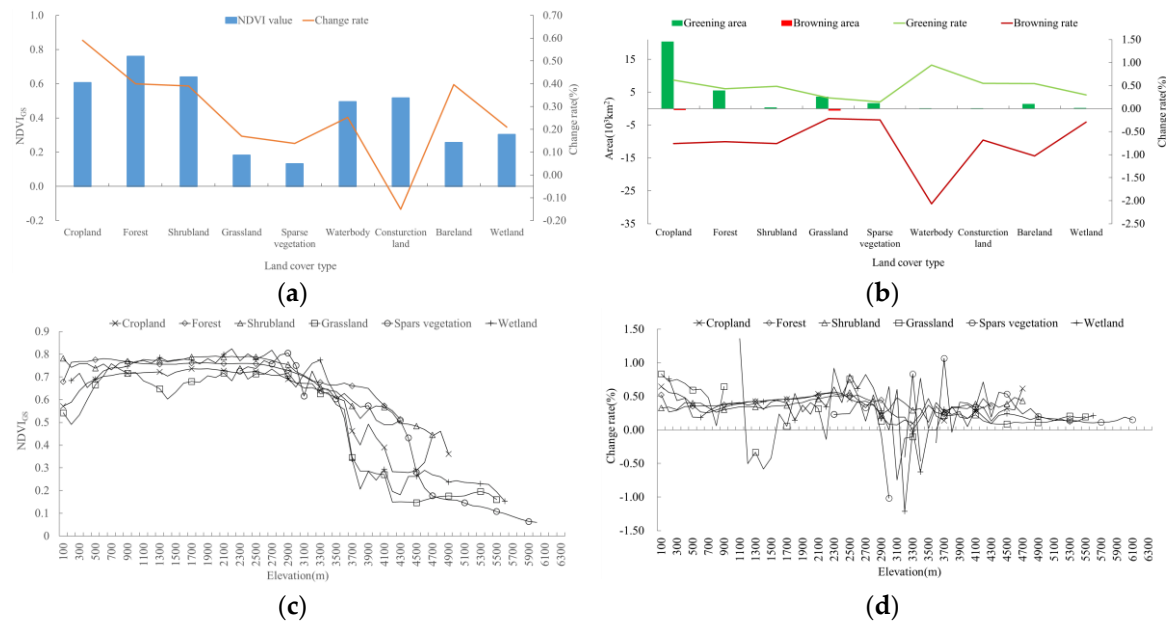 (a)
NDVI value
Change rate
1.0
0.8
0.6
0.4
0.2
0.0
-0.2
NDVIGS
0.70
0.60
0.50
0.40
0.30
0.20
0.10
0.00
-0.10
-0.20
Change rate(%)
Cropland
Forest
Shrubland
Grassland
Sparse
vegetation
Waterbody
Consturction
land
Bareland
Wetland
Land cover type
(b)
Greening area
Browning area
Greening rate
Browning rate
15
5
-5
-15
-25
-35
Area(10³km²)
1.50
1.00
0.50
0.00
-0.50
-1.00
-1.50
-2.00
-2.50
Change rate(%)
Cropland
Forest
Shrubland
Grassland
Sparse
vegetation
Waterbody
Consturction
land
Bareland
Wetland
Land cover type
(c)
Cropland
Forest
Shrubland
Grassland
Spars vegetation
Wetland
0.9
0.8
0.7
0.6
0.5
0.4
0.3
0.2
0.1
0
NDVIGS
100
300
500
700
900
1100
1300
1500
1700
1900
2100
2300
2500
2700
2900
3100
3300
3500
3700
3900
4100
4300
4500
4700
4900
5100
5300
5500
5700
5900
6100
6300
Elevation(m)
(d)
Cropland
Forest
Shrubland
Grassland
Spars vegetation
Wetland
1.50
1.00
0.50
0.00
-0.50
-1.00
-1.50
Change rate(%)
100
300
500
700
900
1100
1300
1500
1700
1900
2100
2300
2500
2700
2900
3100
3300
3500
3700
3900
4100
4300
4500
4700
4900
5100
5300
5500
5700
5900
6100
6300
Elevation(m)